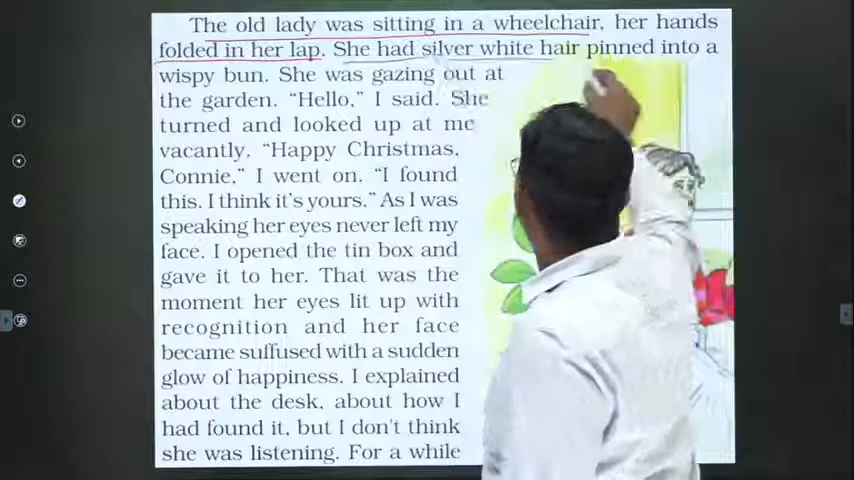 The old lady was sitting in a wheelchair, her hands
folded in her lap. She had silver white hair pinned into a
wispy bun. She was gazing out at
the garden. “Hello,” I said. She
turned and looked up at me
vacantly. “Happy Christmas,
Connie,” I went on. “I found
this. I think it's yours.” As I was
speaking her eyes never left my
face. I opened the tin box and
gave it to her. That was the
moment her eyes lit up with
recognition and her face
became suffused with a sudden
glow of happiness. I explained
about the desk, about how I
had found it, but I don't think
she was listening. For a while